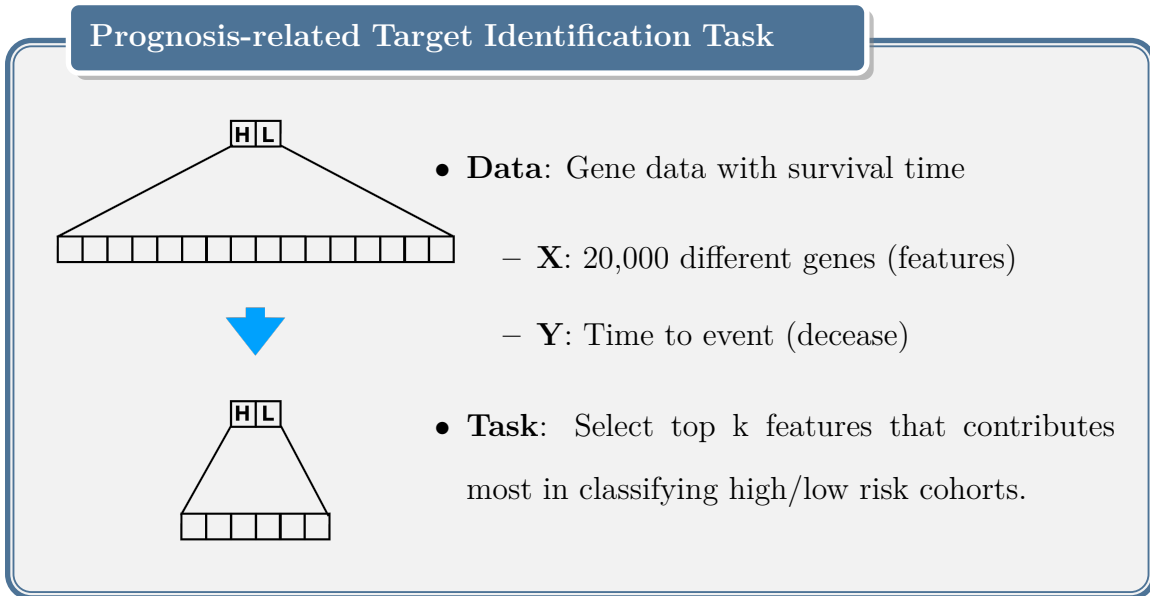 Prognosis-related Target Identification Task
H L
• Data: Gene data with survival time
– X: 20,000 different genes (features)
– Y: Time to event (decease)
H L
• Task: Select top k features that contributes
most in classifying high/low risk cohorts.